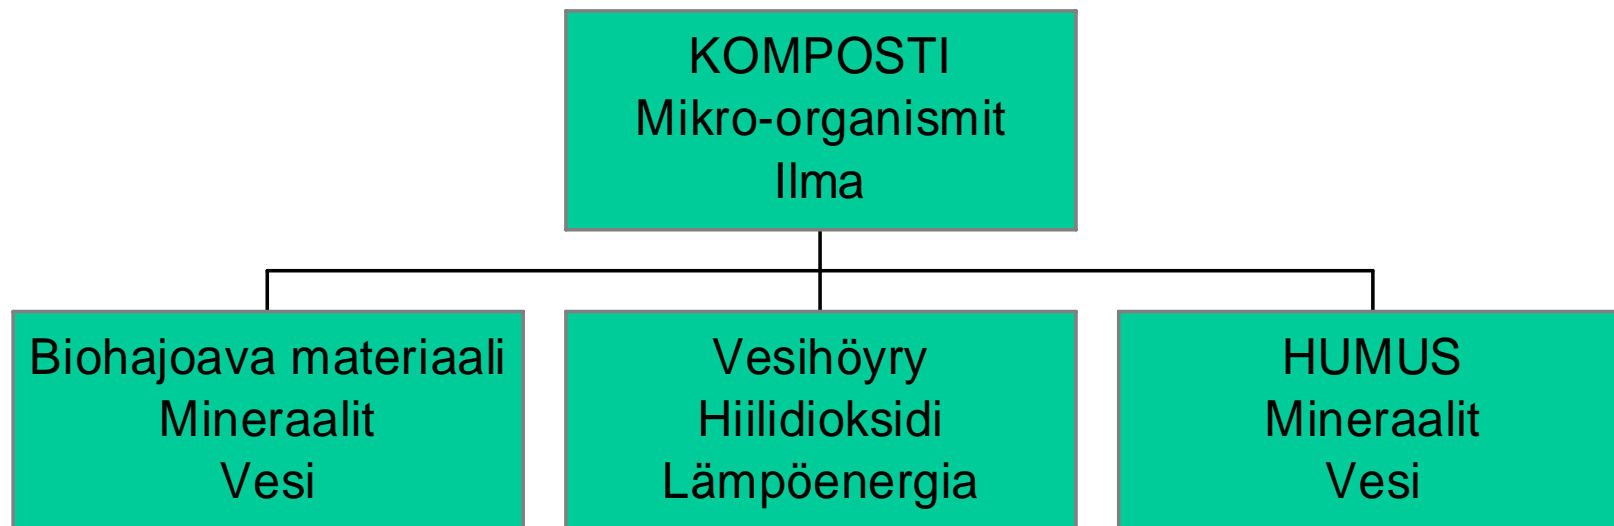 KOMPOSTI
Mikro-organismit
Ilma
Biohajoava materiaali
Mineraalit
Vesi
Vesihöyry
Hiilidioksidi
Lämpöenergia
HUMUS
Mineraalit
Vesi